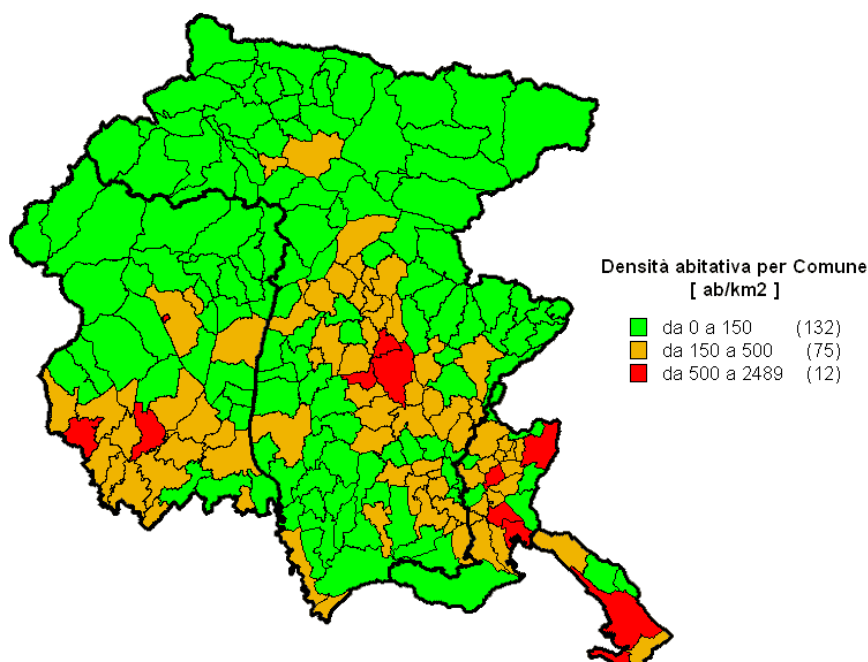 Densità abitativa per Comune
[ ab/km2 ]
da 0 a 150 (132)
da 150 a 500 (75)
da 500 a 2489 (12)